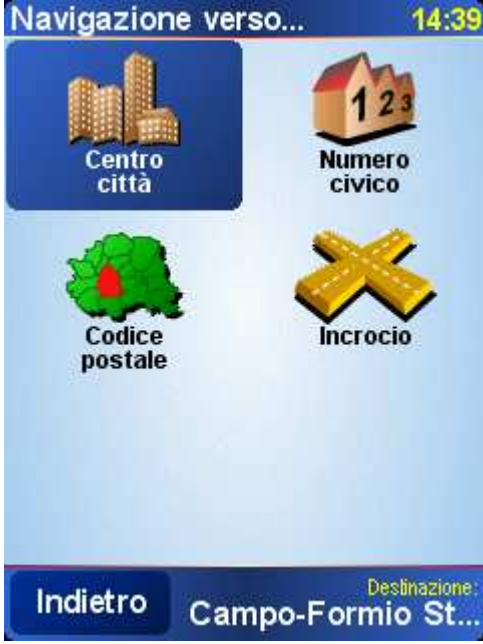 Navigazione verso... 14:39
Centro
città
1 2 3
Numero
civico
Codice
postale
Incrocio
Indietro
Destinazione:
Campo-Formio St...